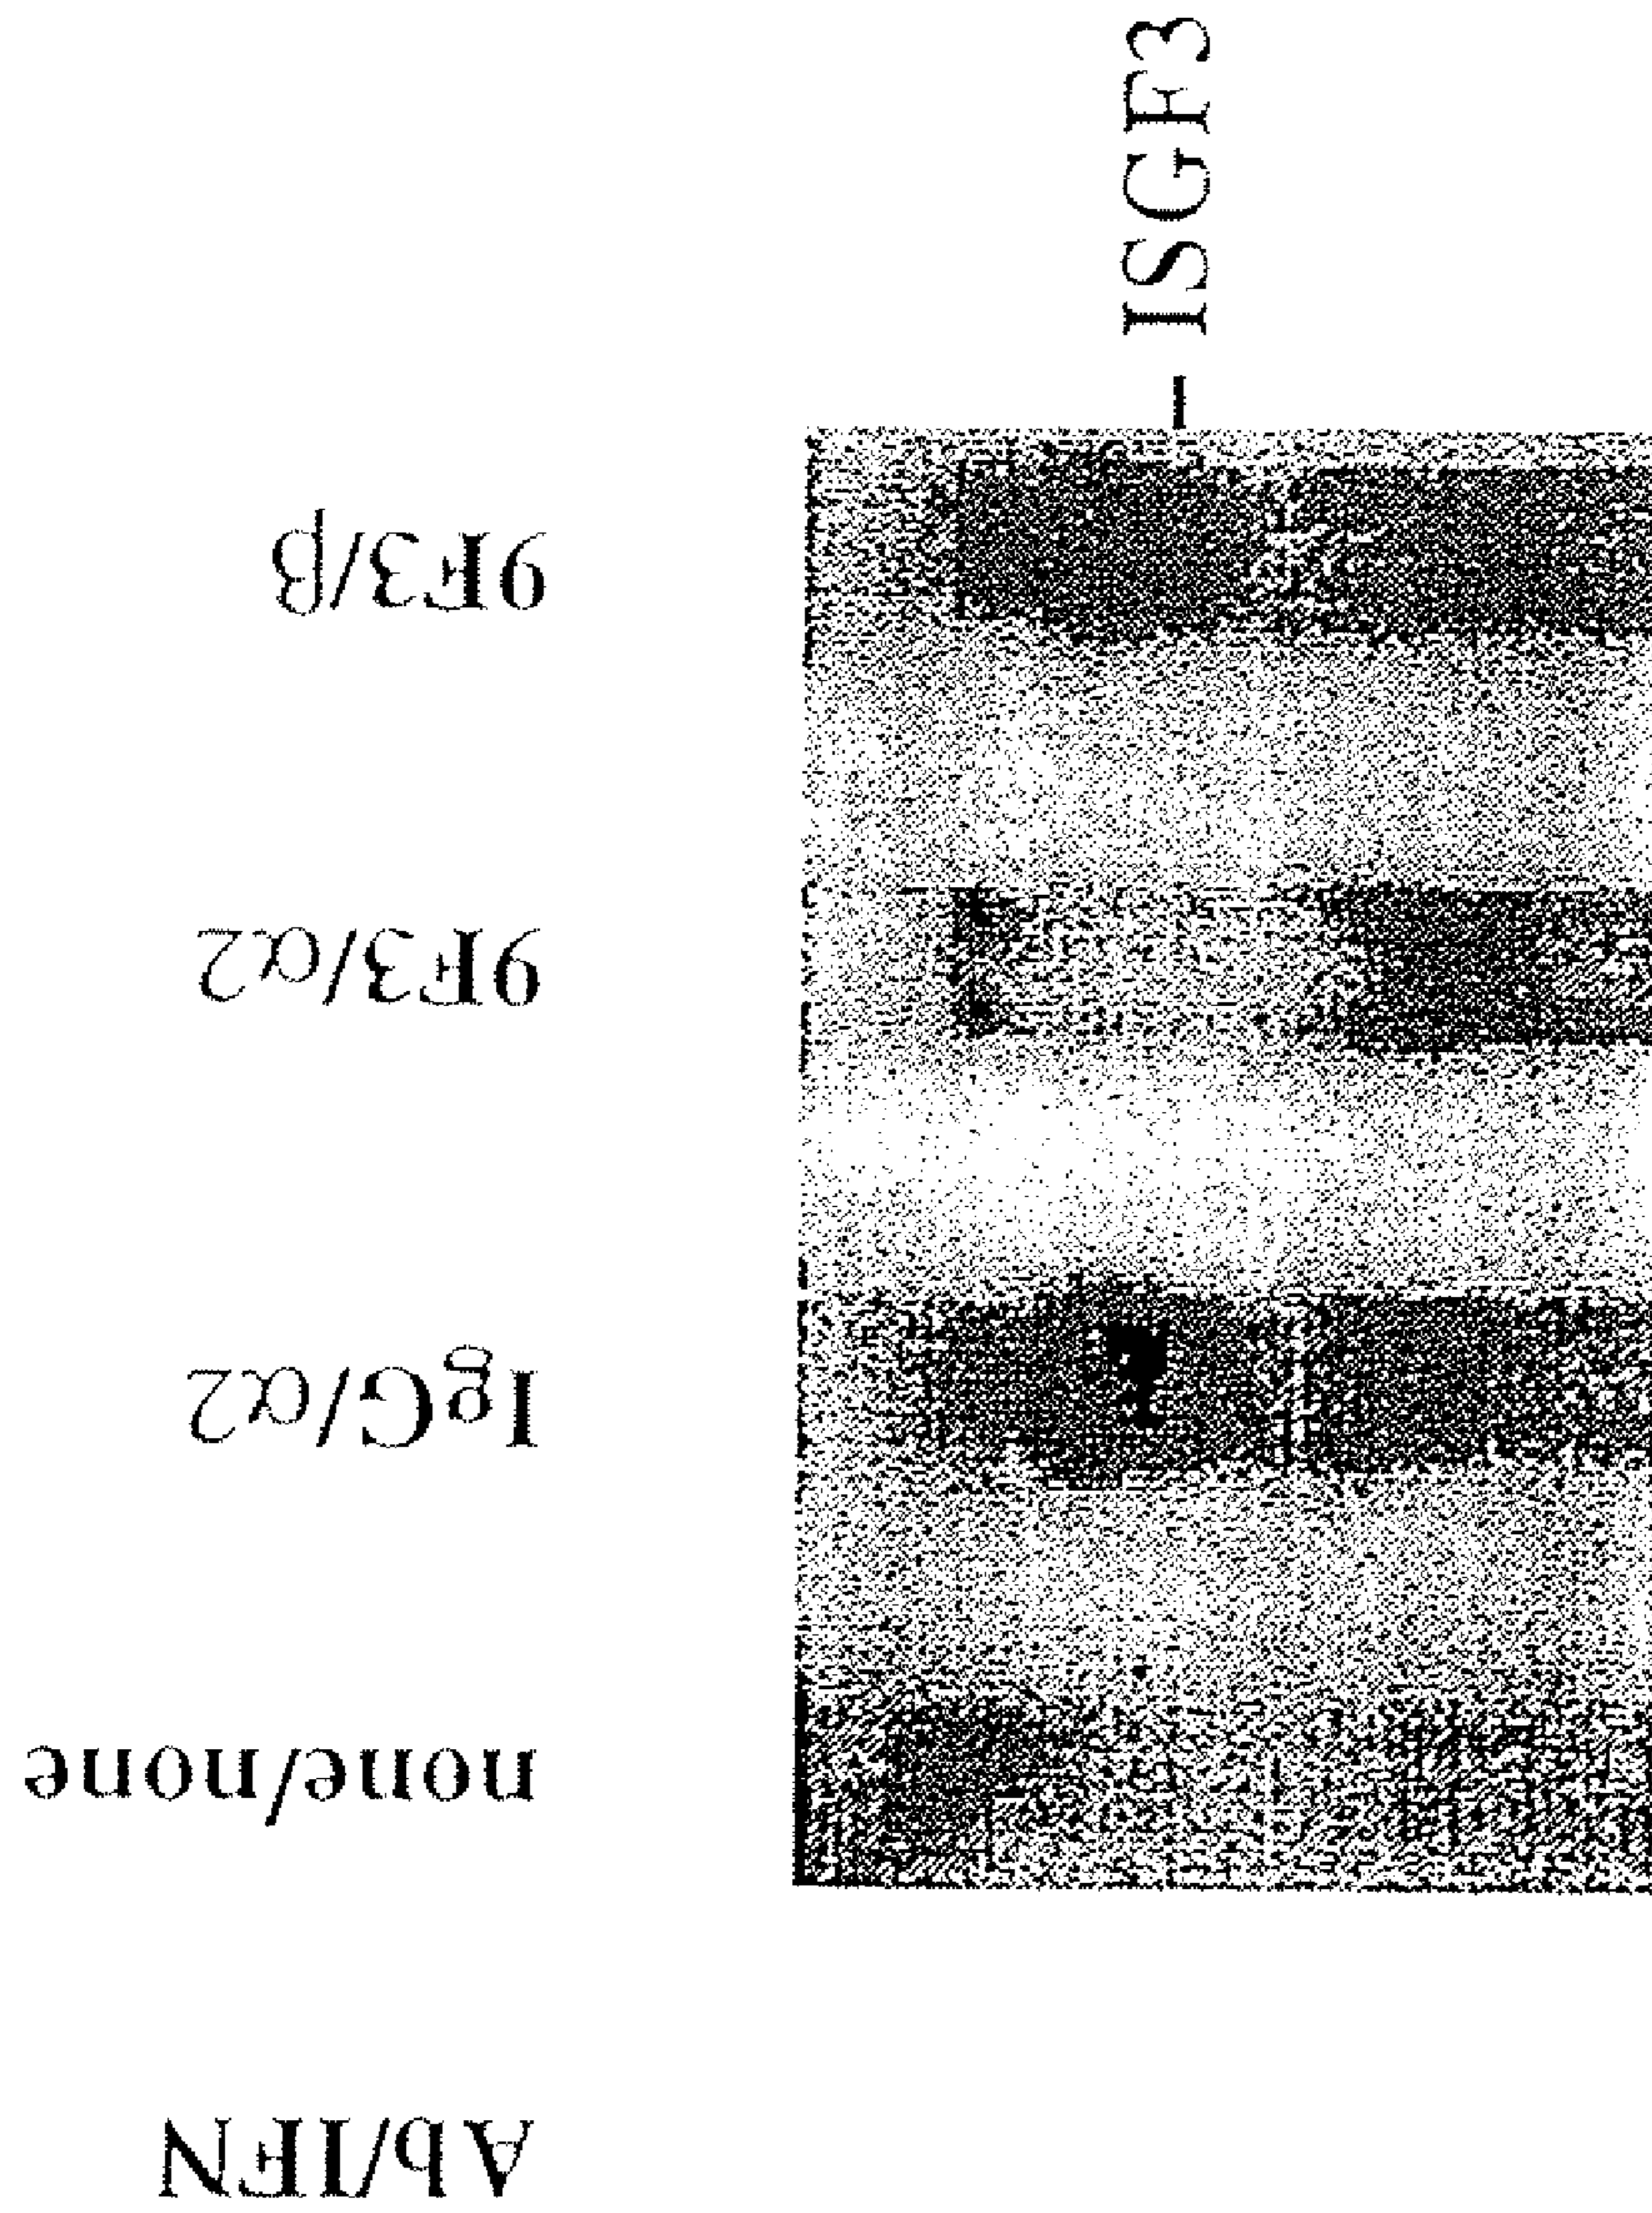 Ab/IFN
none/none
IgG/α2
9F3/α2
9F3/β
– ISGF3